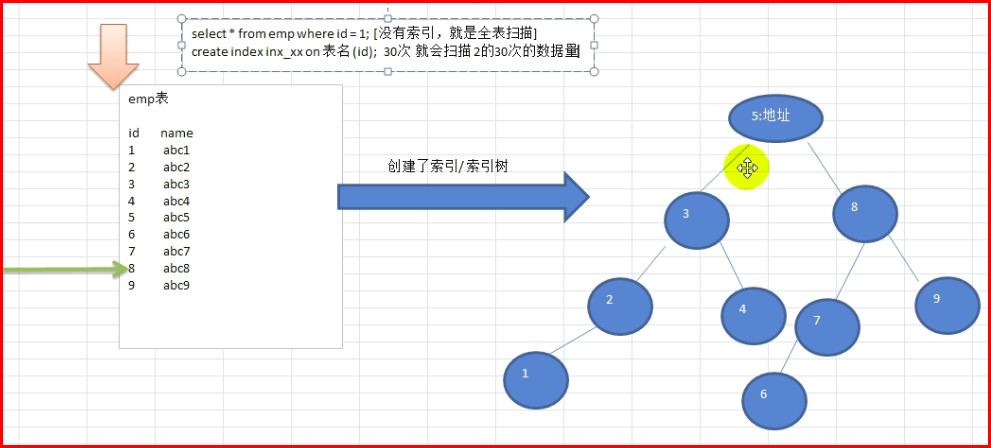 select * from emp where id = 1; [没有索引，就是全表扫描]
create index inx_xx on 表名 (id);  30次 就会扫描 2的30次的数据量
emp表
id name
1 abc1
2 abc2
3 abc3
4 abc4
5 abc5
6 abc6
7 abc7
8 abc8
9 abc9
创建了索引/ 索引树
5:地址
3
8
2
4
7
9
1
6